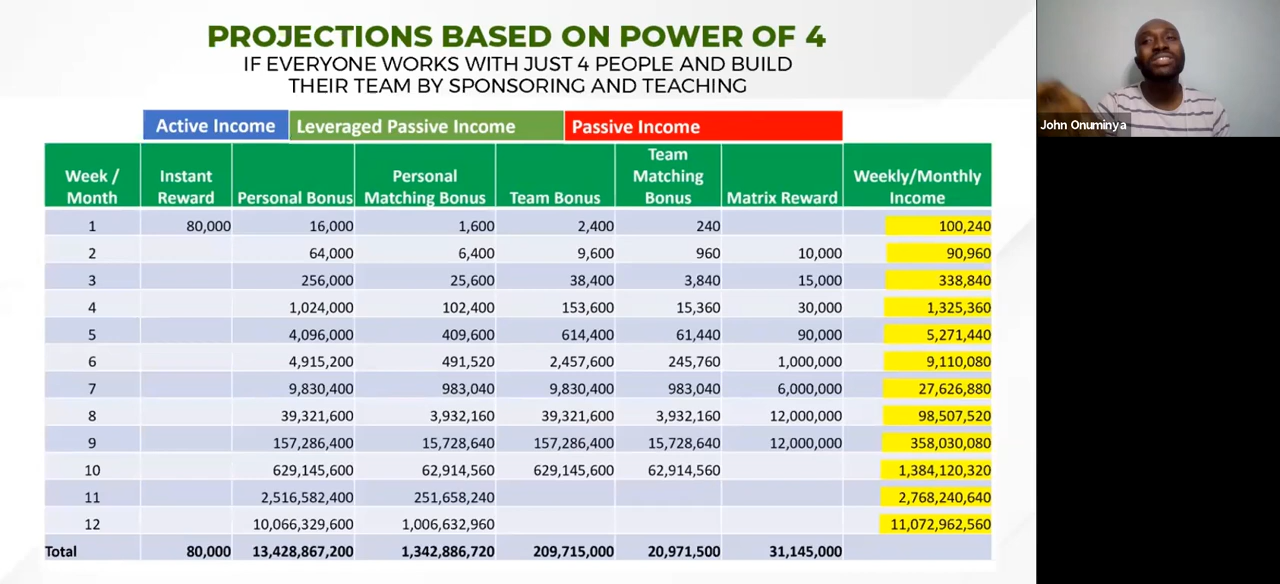 PROJECTIONS BASED ON POWER OF 4
IF EVERYONE WORKS WITH JUST 4 PEOPLE AND BUILD
THEIR TEAM BY SPONSORING AND TEACHING
John Onuminya
Active Income Leveraged Passive Income Passive Income
Week / Month Instant Reward Personal Bonus Personal Matching Bonus Team Bonus Team Matching Bonus Matrix Reward Weekly/Monthly Income
1 80,000 16,000 1,600 2,400 240 100,240
2 64,000 6,400 9,600 960 10,000 90,960
3 256,000 25,600 38,400 3,840 15,000 338,840
4 1,024,000 102,400 153,600 15,360 30,000 1,325,360
5 4,096,000 409,600 614,400 61,440 90,000 5,271,440
6 4,915,200 491,520 2,457,600 245,760 1,000,000 9,110,080
7 9,830,400 983,040 9,830,400 983,040 6,000,000 27,626,880
8 39,321,600 3,932,160 39,321,600 3,932,160 12,000,000 98,507,520
9 157,286,400 15,728,640 157,286,400 15,728,640 12,000,000 358,030,080
10 629,145,600 62,914,560 629,145,600 62,914,560 1,384,120,320
11 2,516,582,400 251,658,240 2,768,240,640
12 10,066,329,600 1,006,632,960 11,072,962,560
Total 80,000 13,428,867,200 1,342,886,720 209,715,000 20,971,500 31,145,000